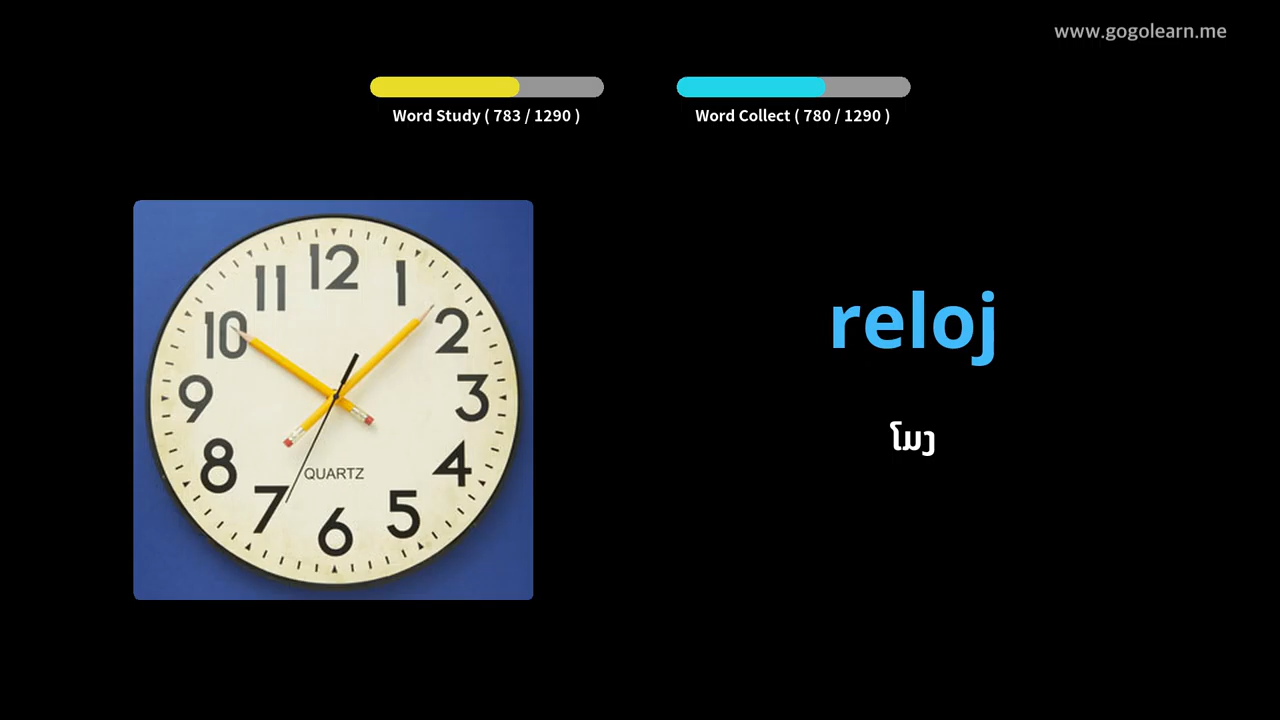 www.gogolearn.me
Word Study ( 783 / 1290 )
Word Collect ( 780 / 1290 )
12
11
1
10
2
9
3
8
4
QUARTZ
7
5
6
reloj
ໂມງ